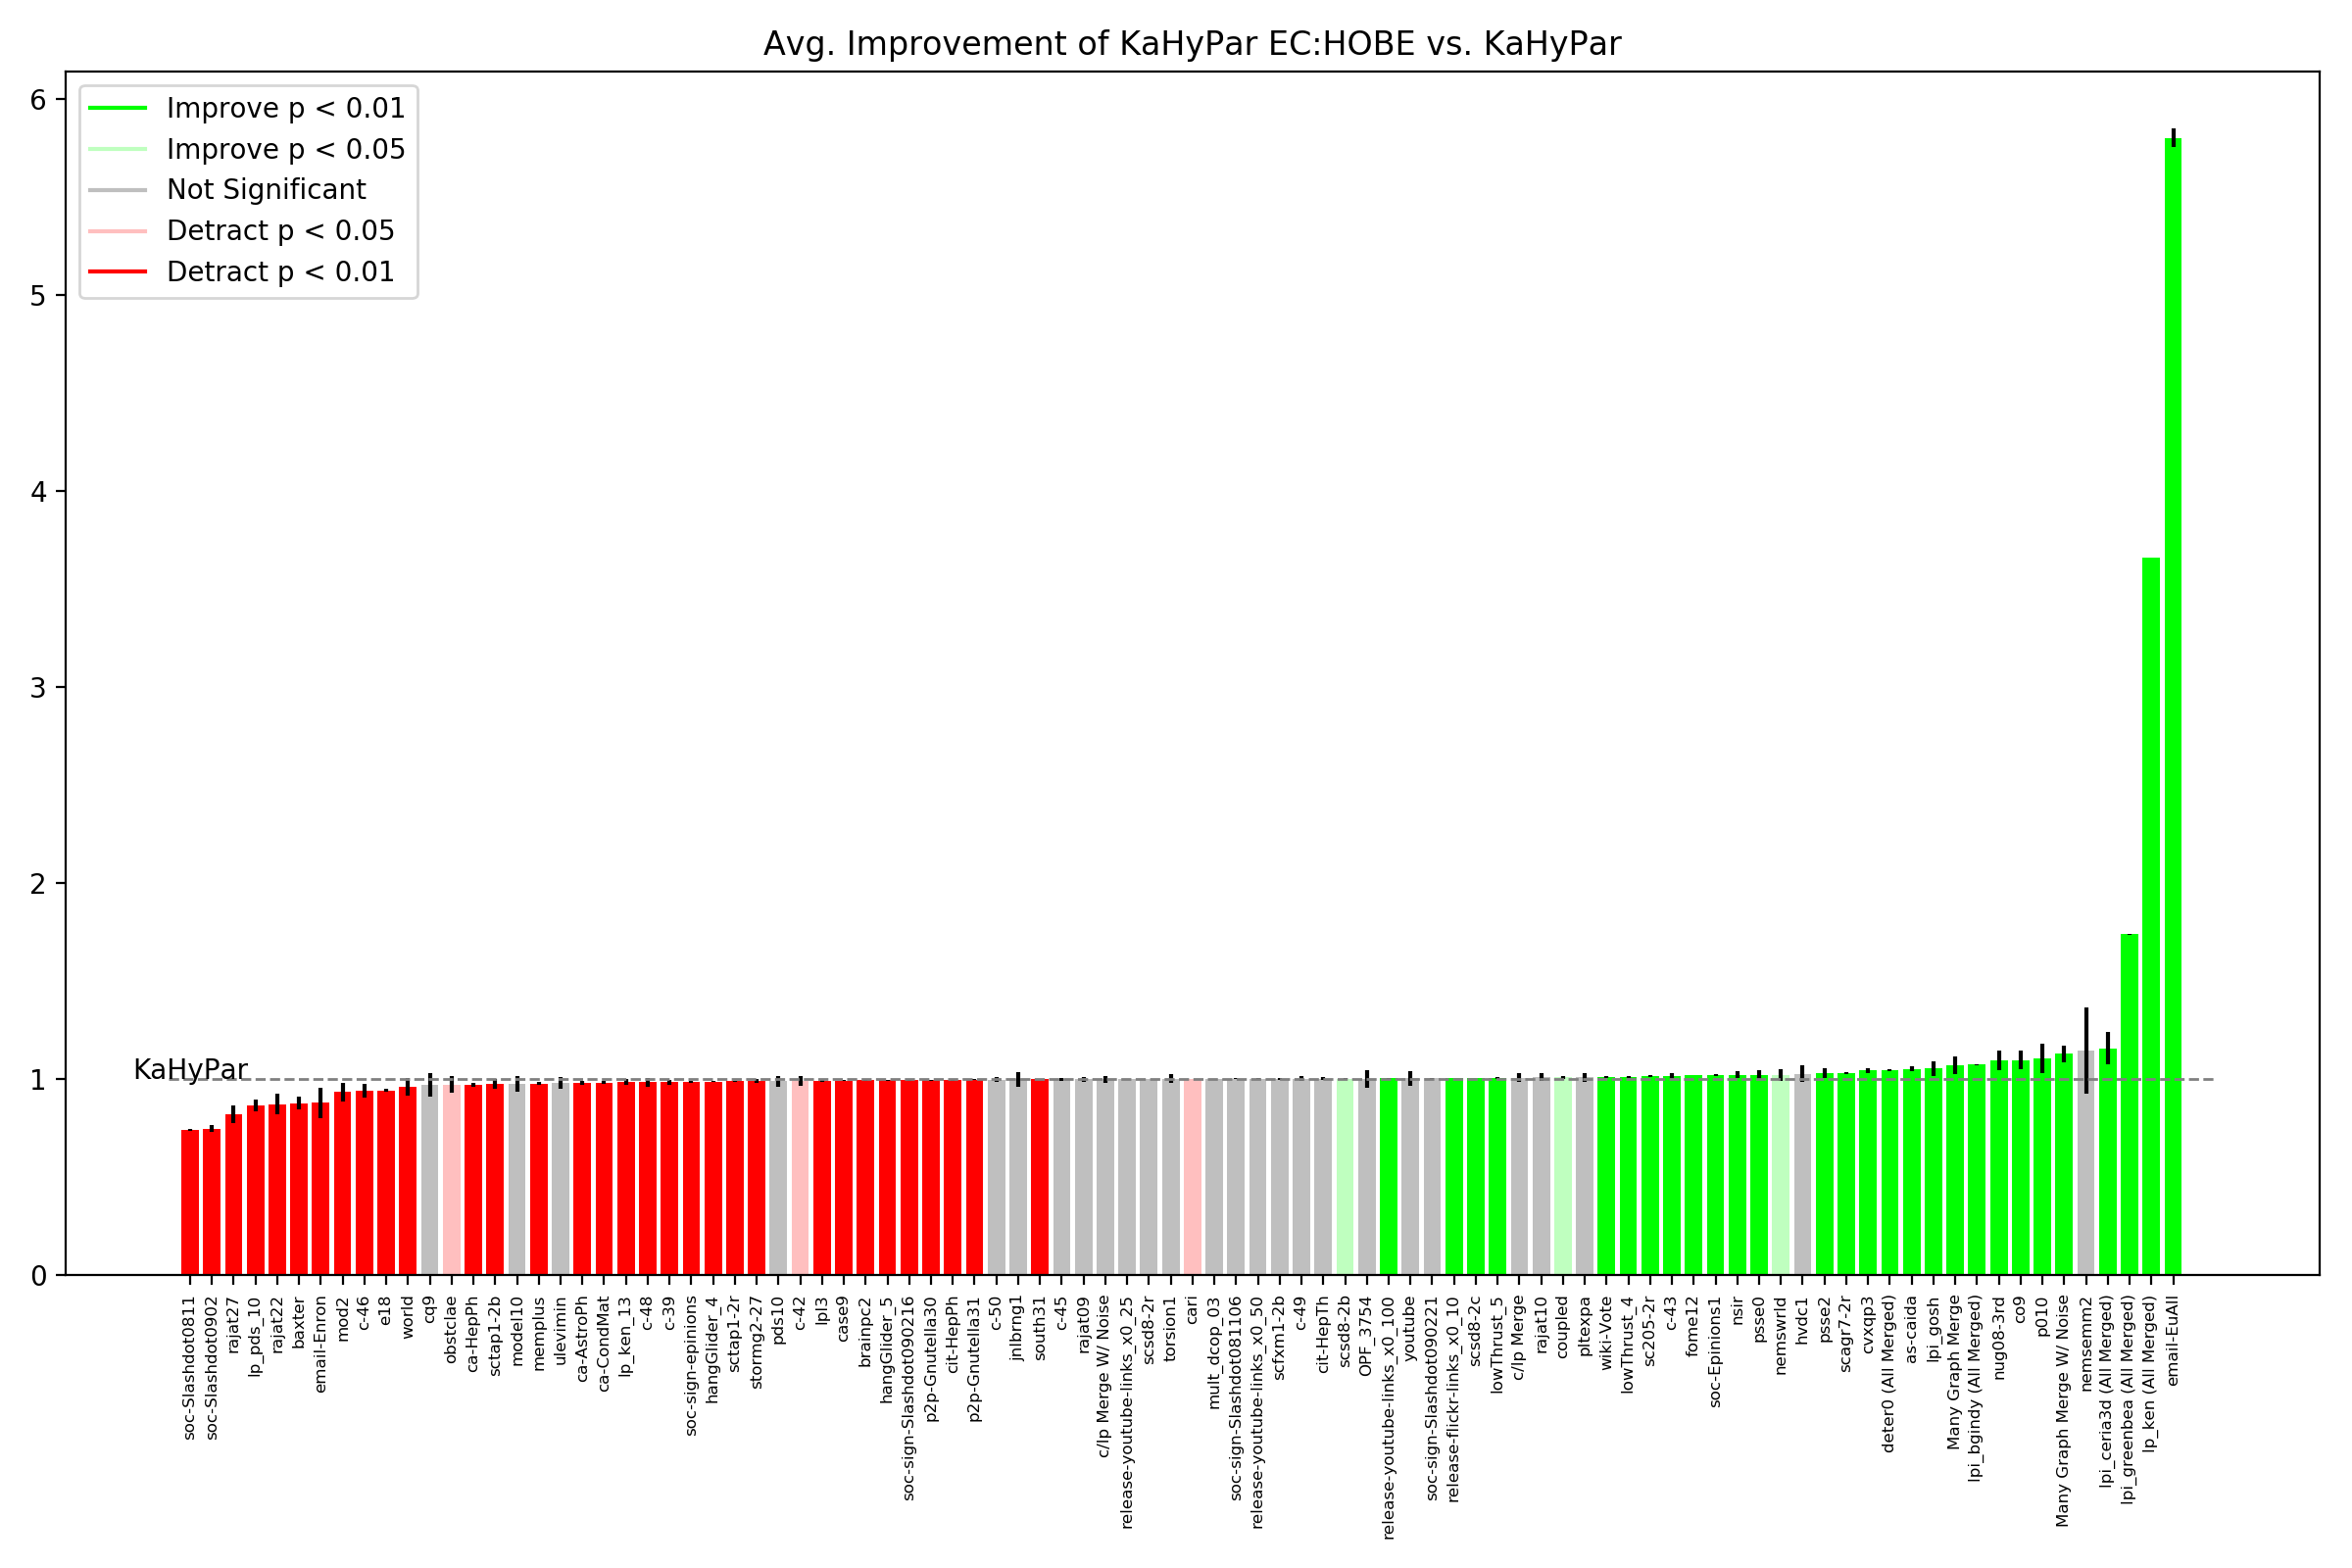 Avg. Improvement of KaHyPar EC:HOBE vs. KaHyPar
Improve p < 0.01
Improve p < 0.05
Not Significant
Detract p < 0.05
Detract p < 0.01
6
5
4
3
2
1
0
KaHyPar
soc-Slashdot0811
soc-Slashdot0902
rajat27
lp_pds_10
rajat22
baxter
email-Enron
mod2
c-46
e18
world
cq9
obstclae
ca-HepPh
sctap1-2b
model10
memplus
ulevimin
ca-AstroPh
ca-CondMat
lp_ken_13
c-48
c-39
soc-sign-epinions
hangGlider_4
sctap1-2r
stormg2-27
pds10
c-42
lpl3
case9
brainpc2
hangGlider_5
soc-sign-Slashdot090216
p2p-Gnutella30
cit-HepPh
p2p-Gnutella31
c-50
jnlbrng1
south31
c-45
rajat09
c/lp Merge W/ Noise
release-youtube-links_x0_25
scsd8-2r
torsion1
cari
mult_dcop_03
soc-sign-Slashdot081106
release-youtube-links_x0_50
scfxm1-2b
c-49
cit-HepTh
scsd8-2b
OPF_3754
release-youtube-links_x0_100
youtube
soc-sign-Slashdot090221
release-flickr-links_x0_10
scsd8-2c
lowThrust_5
c/lp Merge
rajat10
coupled
pltexpa
wiki-Vote
lowThrust_4
sc205-2r
c-43
fome12
soc-Epinions1
nsir
psse0
nemswrld
hvdc1
psse2
scagr7-2r
cvxqp3
deter0 (All Merged)
as-caida
lpi_gosh
Many Graph Merge
lpi_bgindy (All Merged)
nug08-3rd
co9
p010
Many Graph Merge W/ Noise
nemsemm2
lpi_ceria3d (All Merged)
lpi_greenbea (All Merged)
lp_ken (All Merged)
email-EuAll